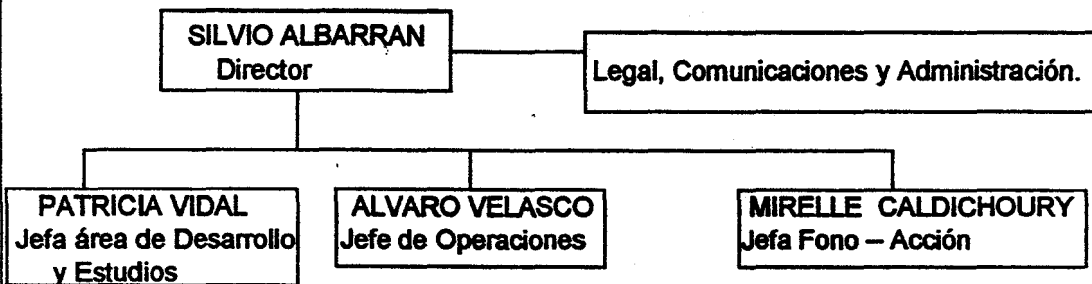 SILVIO ALBARRAN
Director
Legal, Comunicaciones y Administración.
PATRICIA VIDAL
Jefa área de Desarrollo
y Estudios
ALVARO VELASCO
Jefe de Operaciones
MIRELLE CALDICHOURY
Jefa Fono – Acción